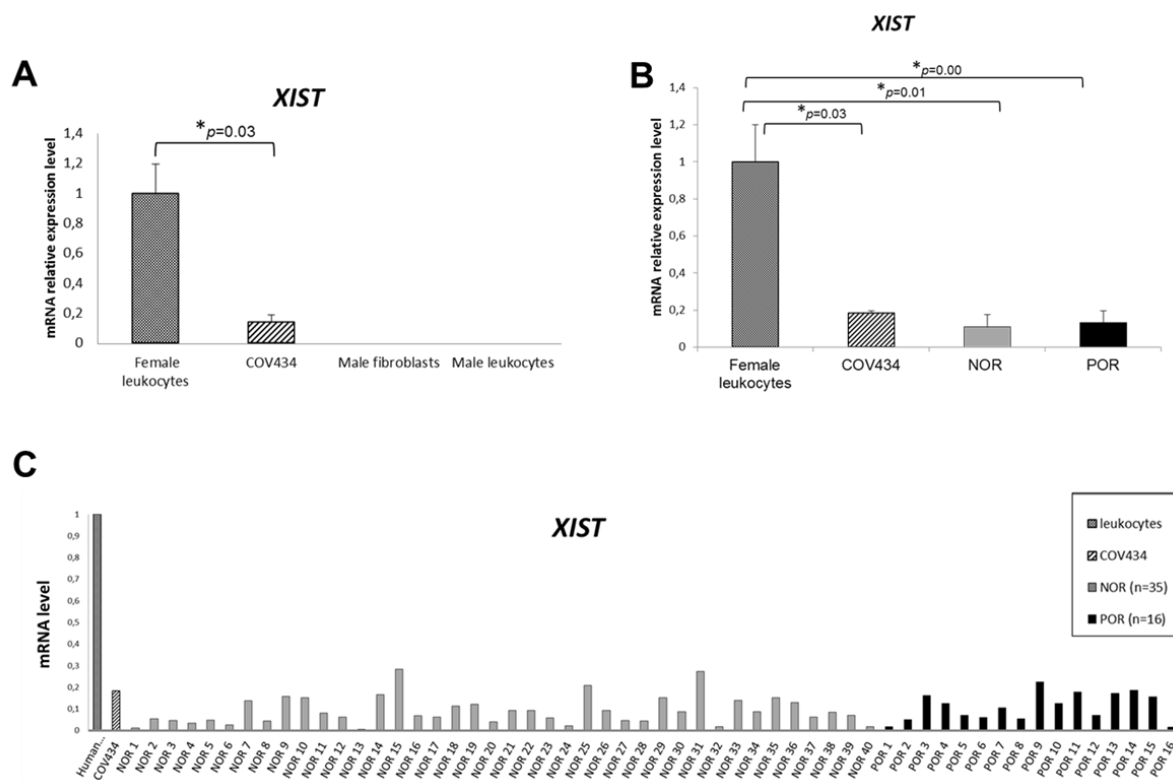 A
XIST
mRNA relative expression level
1,4
1,2
1
0,8
0,6
0,4
0,2
0
*p=0.03
Female
leukocytes
COV434
Male fibroblasts
Male leukocytes
XIST
B
mRNA relative expression level
1,4
1,2
1
0,8
0,6
0,4
0,2
0
*p=0.00
*p=0.01
*p=0.03
Female
leukocytes
COV434
NOR
POR
C
XIST
mRNA level
1
0,9
0,8
0,7
0,6
0,5
0,4
0,3
0,2
0,1
0
leukocytes
COV434
NOR (n=35)
POR (n=16)
Human...
COV434
NOR 1
NOR 2
NOR 3
NOR 4
NOR 5
NOR 6
NOR 7
NOR 8
NOR 9
NOR 10
NOR 11
NOR 12
NOR 13
NOR 14
NOR 15
NOR 16
NOR 17
NOR 18
NOR 19
NOR 20
NOR 21
NOR 22
NOR 23
NOR 24
NOR 25
NOR 26
NOR 27
NOR 28
NOR 29
NOR 30
NOR 31
NOR 32
NOR 33
NOR 34
NOR 35
NOR 36
NOR 37
NOR 38
NOR 39
NOR 40
POR 1
POR 2
POR 3
POR 4
POR 5
POR 6
POR 7
POR 8
POR 9
POR 10
POR 11
POR 12
POR 13
POR 14
POR 15
POR 16